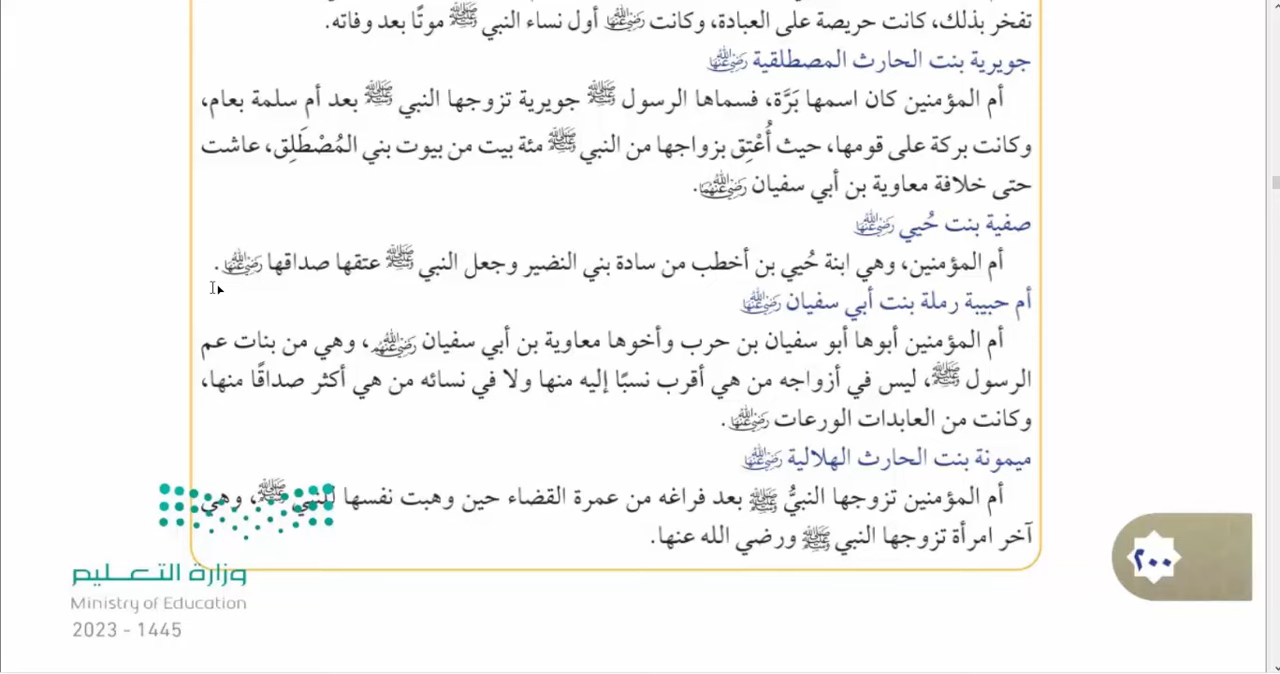 تفخر بذلك، كانت حريصة على العبادة، وكانت رضي الله عنها أول نساء النبي ﷺ موتًا بعد وفاته.
جويرية بنت الحارث المصطلقية رضي الله عنها
أم المؤمنين كان اسمها بَرَّة، فسماها الرسول ﷺ جويرية تزوجها النبي ﷺ بعد أم سلمة بعام،
وكانت بركة على قومها، حيث أُعْتِق بزواجها من النبي ﷺ مئة بيت من بيوت بني المُصْطَلِق، عاشت
حتى خلافة معاوية بن أبي سفيان رضي الله عنهما.
صفية بنت حُيي رضي الله عنها
أم المؤمنين، وهي ابنة حُيي بن أخطب من سادة بني النضير وجعل النبي ﷺ عتقها صداقها رضي الله عنها.
أم حبيبة رملة بنت أبي سفيان رضي الله عنها
أم المؤمنين أبوها أبو سفيان بن حرب وأخوها معاوية بن أبي سفيان رضي الله عنهم، وهي من بنات عم
الرسول ﷺ، ليس في أزواجه من هي أقرب نسبًا إليه منها ولا في نسائه من هي أكثر صداقًا منها،
وكانت من العابدات الورعات رضي الله عنها.
ميمونة بنت الحارث الهلالية رضي الله عنها
أم المؤمنين تزوجها النبيُّ ﷺ بعد فراغه من عمرة القضاء حين وهبت نفسها للنبي ﷺ، وهي
آخر امرأة تزوجها النبي ﷺ ورضي الله عنها.
٢٠٠
وزارة التعليم
Ministry of Education
2023 - 1445